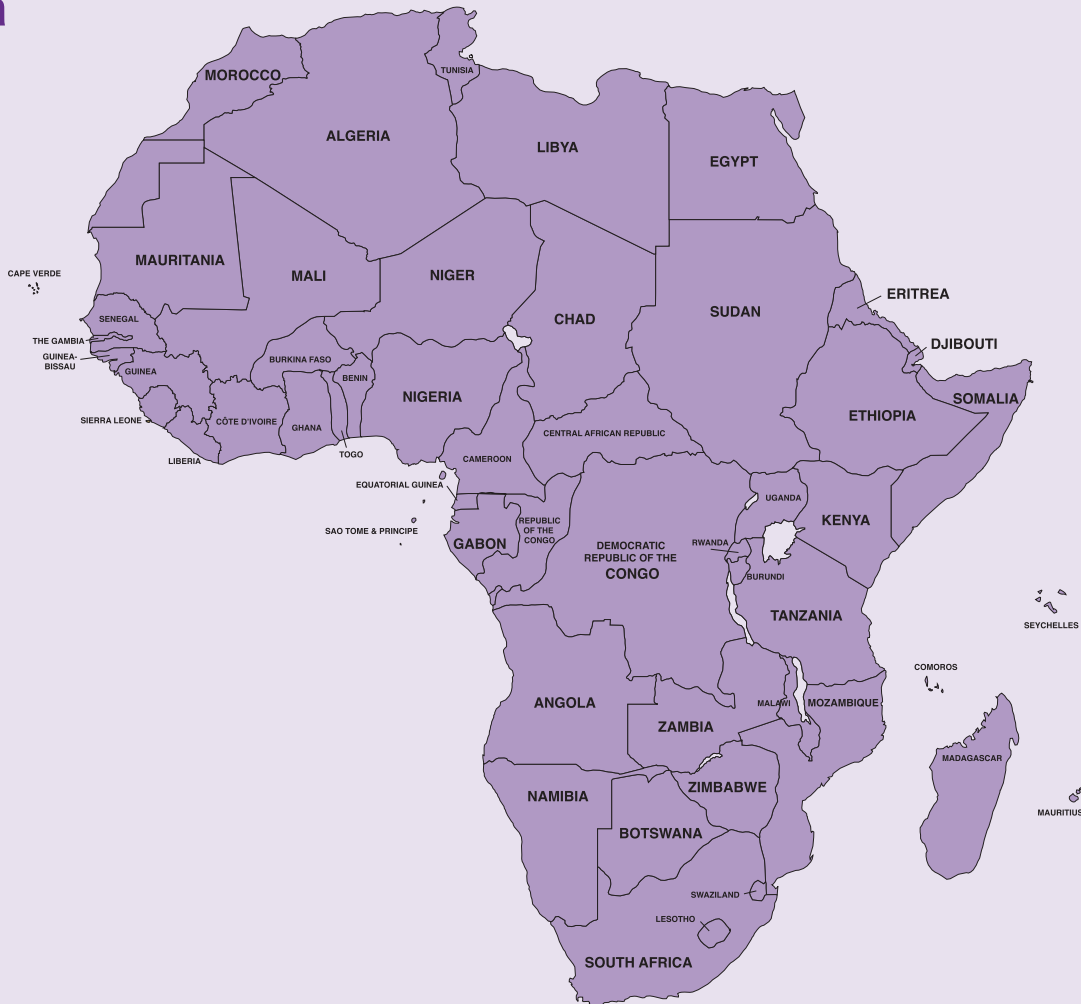 MOROCCO
TUNISIA
ALGERIA
LIBYA
EGYPT
MAURITANIA
MALI
NIGER
CHAD
SUDAN
ERITREA
CAPE VERDE
SENEGAL
THE GAMBIA
GUINEA-
BISSAU
GUINEA
BURKINA FASO
BENIN
NIGERIA
DJIBOUTI
SOMALIA
ETHIOPIA
SIERRA LEONE
CÔTE D'IVOIRE
GHANA
TOGO
LIBERIA
CENTRAL AFRICAN REPUBLIC
CAMEROON
EQUATORIAL GUINEA
SAO TOME & PRINCIPE
GABON
REPUBLIC
OF THE
CONGO
DEMOCRATIC
REPUBLIC OF THE
CONGO
UGANDA
KENYA
RWANDA
BURUNDI
TANZANIA
SEYCHELLES
COMOROS
ANGOLA
ZAMBIA
MALAWI
MOZAMBIQUE
MADAGASCAR
MAURITIUS
NAMIBIA
ZIMBABWE
BOTSWANA
SWAZILAND
LESOTHO
SOUTH AFRICA